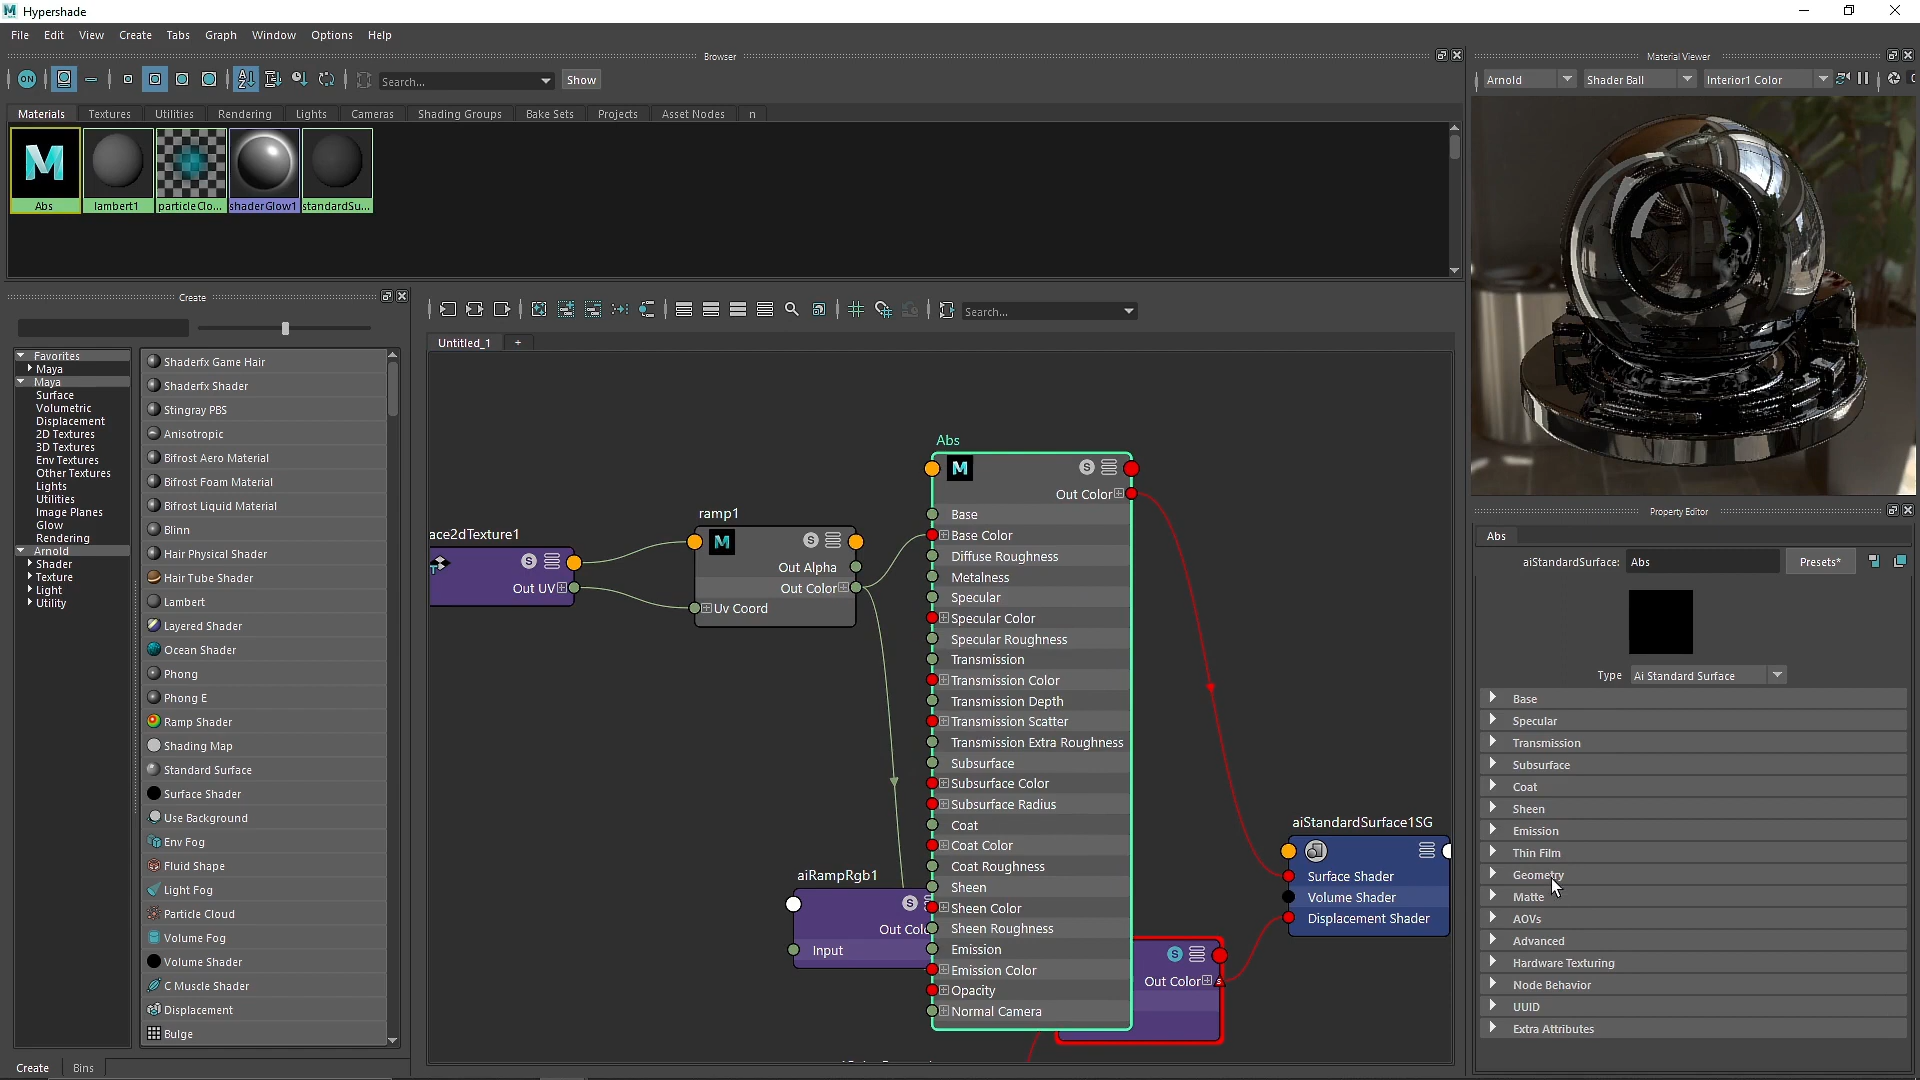 Hypershade
File Edit View Create Tabs Graph Window Options Help
Browser
ON Search... Show
Materials Textures Utilities Rendering Lights Cameras Shading Groups Bake Sets Projects Asset Nodes n
Abs lambert1 particleClo... shaderGlow1 standardSu...
Create
Favorites
Maya
Maya
Surface
Volumetric
Displacement
2D Textures
3D Textures
Env Textures
Other Textures
Lights
Utilities
Image Planes
Glow
Rendering
Arnold
Shader
Texture
Light
Utility
Shaderfx Game Hair
Shaderfx Shader
Stingray PBS
Anisotropic
Bifrost Aero Material
Bifrost Foam Material
Bifrost Liquid Material
Blinn
Hair Physical Shader
Hair Tube Shader
Lambert
Layered Shader
Ocean Shader
Phong
Phong E
Ramp Shader
Shading Map
Standard Surface
Surface Shader
Use Background
Env Fog
Fluid Shape
Light Fog
Particle Cloud
Volume Fog
Volume Shader
C Muscle Shader
Displacement
Bulge
Create Bins
Search...
Untitled_1 +
ace2dTexture1
S
Out UV
ramp1
M S
Out Alpha
Out Color
Uv Coord
Abs
M S
Out Color
Base
Base Color
Diffuse Roughness
Metalness
Specular
Specular Color
Specular Roughness
Transmission
Transmission Color
Transmission Depth
Transmission Scatter
Transmission Extra Roughness
Subsurface
Subsurface Color
Subsurface Radius
Coat
Coat Color
Coat Roughness
Sheen
Sheen Color
Sheen Roughness
Emission
Emission Color
Opacity
Normal Camera
aiRampRgb1
S
Out Colo
Input
S
Out Color
aiStandardSurface1SG
Surface Shader
Volume Shader
Displacement Shader
Material Viewer
Arnold Shader Ball Interior1 Color
Property Editor
Abs
aiStandardSurface: Abs Presets*
Type Ai Standard Surface
Base
Specular
Transmission
Subsurface
Coat
Sheen
Emission
Thin Film
Geometry
Matte
AOVs
Advanced
Hardware Texturing
Node Behavior
UUID
Extra Attributes